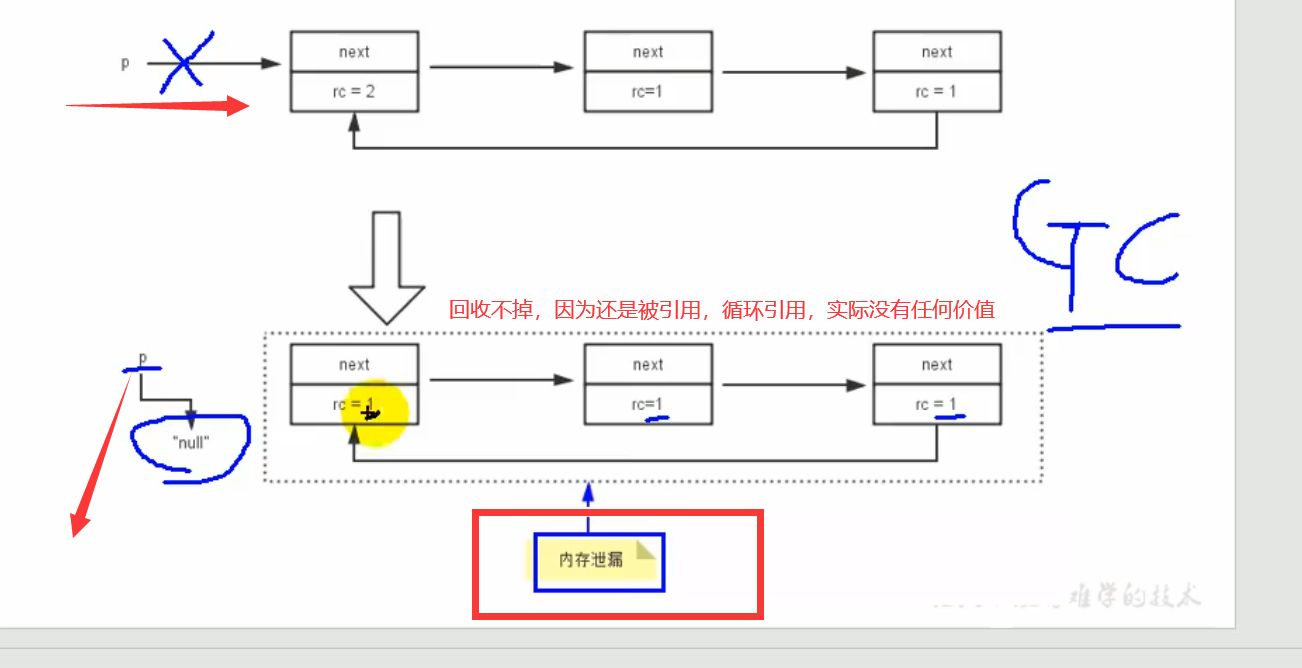 p
next
next
next
rc = 2
rc=1
rc = 1
GC
回收不掉，因为还是被引用，循环引用，实际没有任何价值
p
next
next
next
rc = 1
rc=1
rc = 1
"null"
内存泄漏
难学的技术